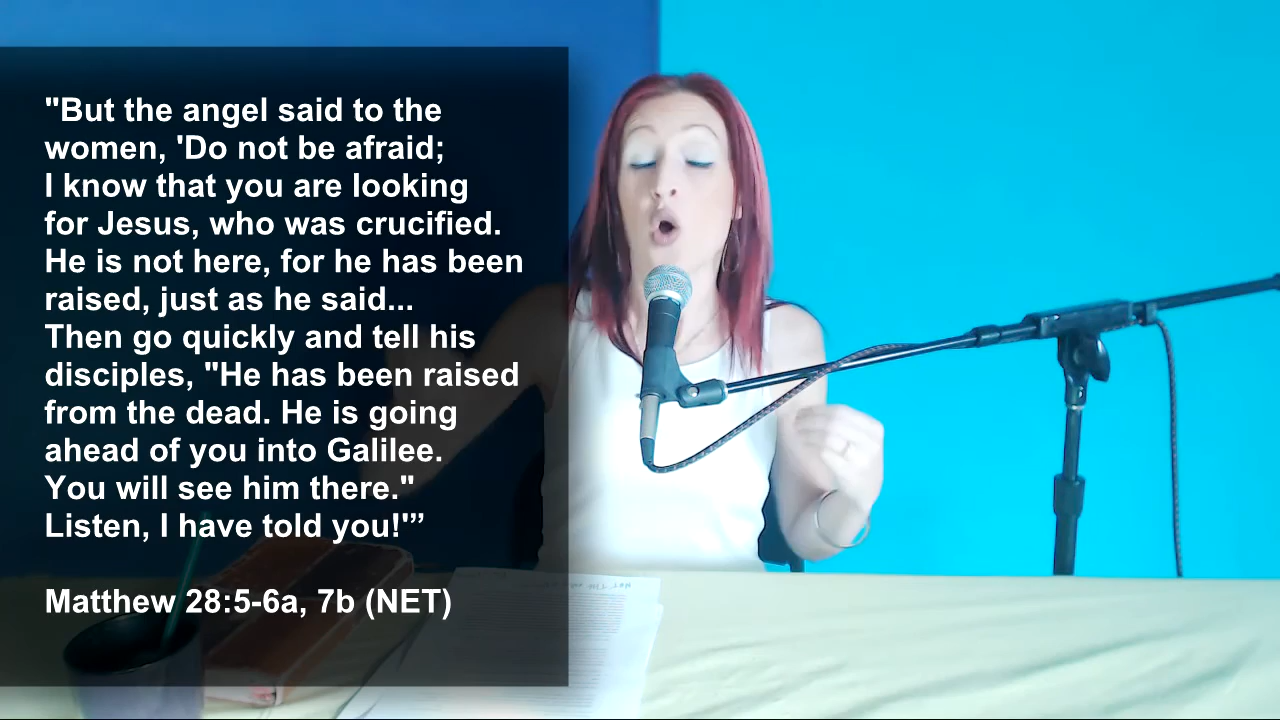 "But the angel said to the
women, 'Do not be afraid;
I know that you are looking
for Jesus, who was crucified.
He is not here, for he has been
raised, just as he said...
Then go quickly and tell his
disciples, "He has been raised
from the dead. He is going
ahead of you into Galilee.
You will see him there."
Listen, I have told you!'”
Matthew 28:5-6a, 7b (NET)